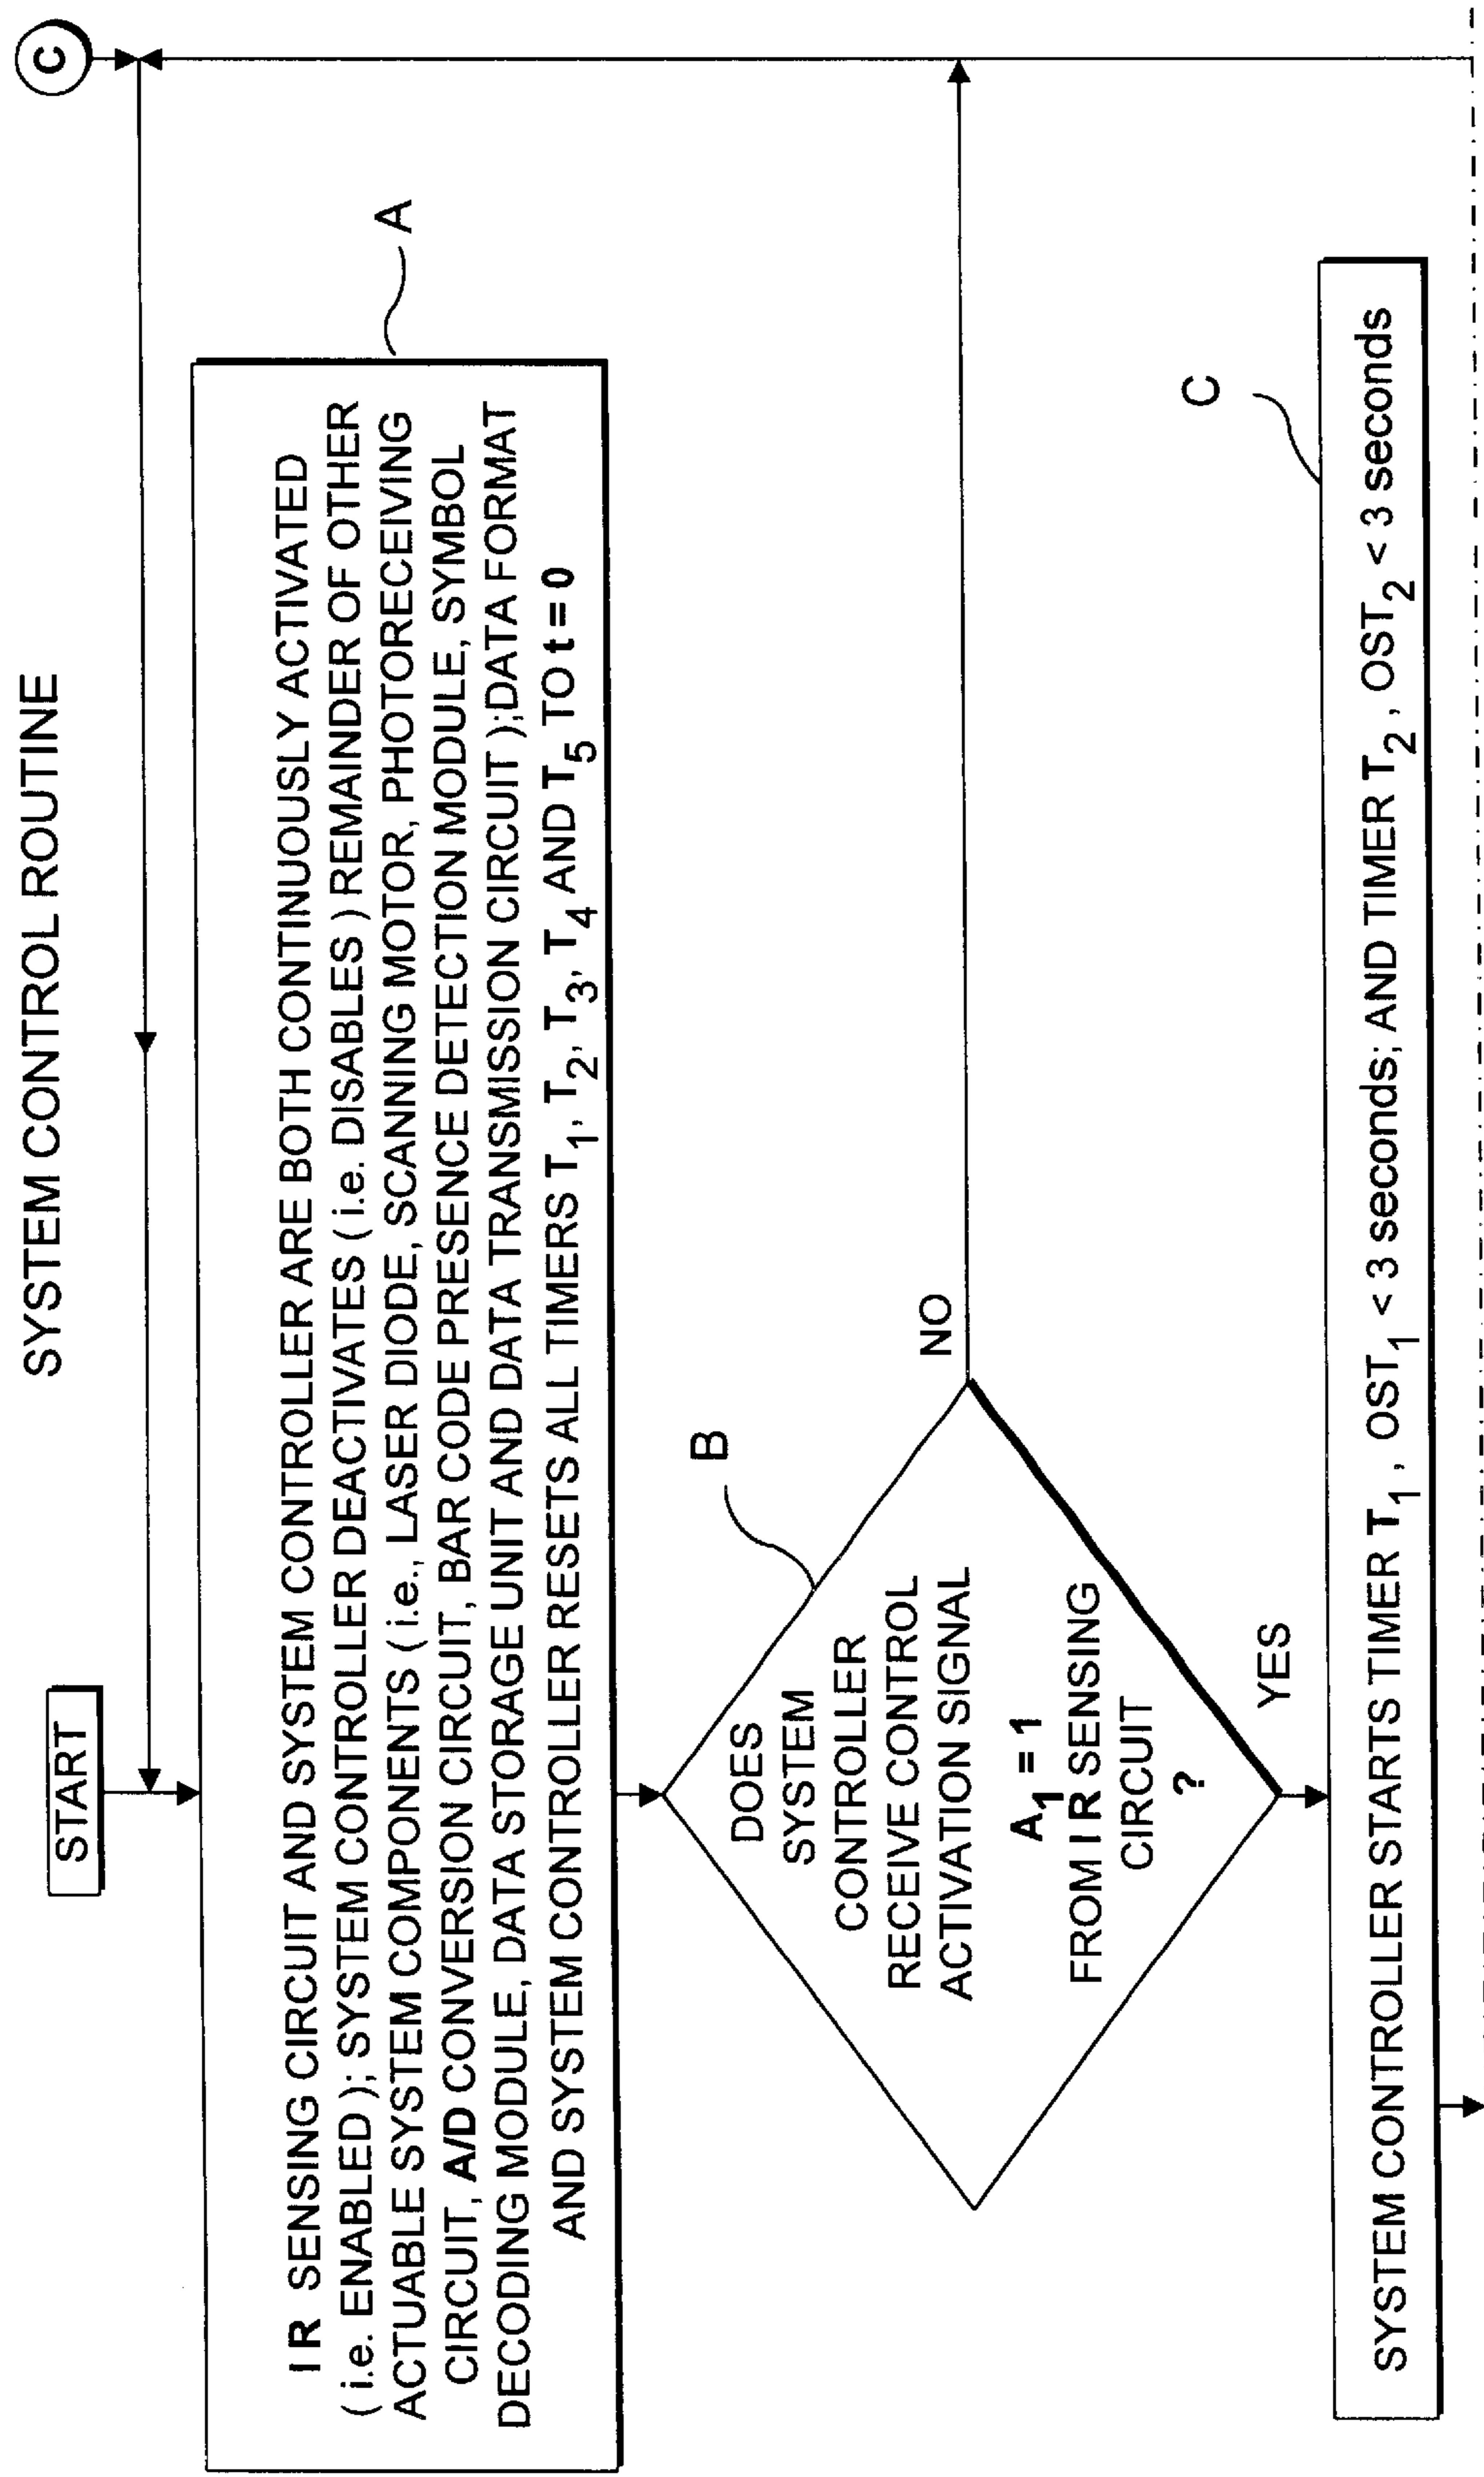 SYSTEM CONTROL ROUTINE
C
START
A
I R SENSING CIRCUIT AND SYSTEM CONTROLLER ARE BOTH CONTINUOUSLY ACTIVATED
( i.e. ENABLED ); SYSTEM CONTROLLER DEACTIVATES ( i.e. DISABLES ) REMAINDER OF OTHER
ACTUABLE SYSTEM COMPONENTS ( i.e., LASER DIODE, SCANNING MOTOR, PHOTORECEIVING
CIRCUIT, A/D CONVERSION CIRCUIT, BAR CODE PRESENCE DETECTION MODULE, SYMBOL
DECODING MODULE, DATA STORAGE UNIT AND DATA TRANSMISSION CIRCUIT );DATA FORMAT
AND SYSTEM CONTROLLER RESETS ALL TIMERS T₁, T₂, T₃, T₄ AND T₅ TO t = 0
B
DOES
SYSTEM
CONTROLLER
RECEIVE CONTROL
ACTIVATION SIGNAL
A₁ = 1
FROM I R SENSING
CIRCUIT
?
NO
YES
C
SYSTEM CONTROLLER STARTS TIMER T₁ , OST₁ < 3 seconds; AND TIMER T₂ , OST₂ < 3 seconds